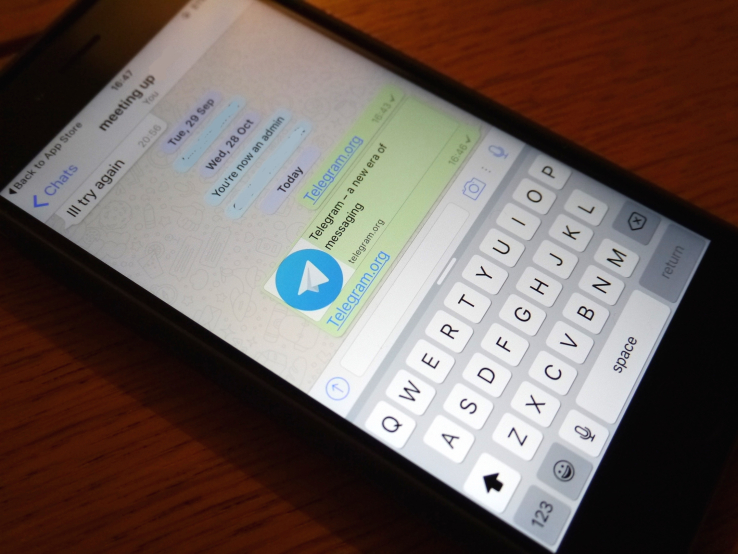 Back to App Store
16:47
Chats
meeting up
You
Ill try again
20:56
Tue, 29 Sep
Wed, 28 Oct
You're now an admin
Today
Telegram.org
16:43
Telegram – a new era of
messaging
telegram.org
Telegram.org
16:46
Q W E R T Y U I O P
A S D F G H J K L
Z X C V B N M
123
space
return